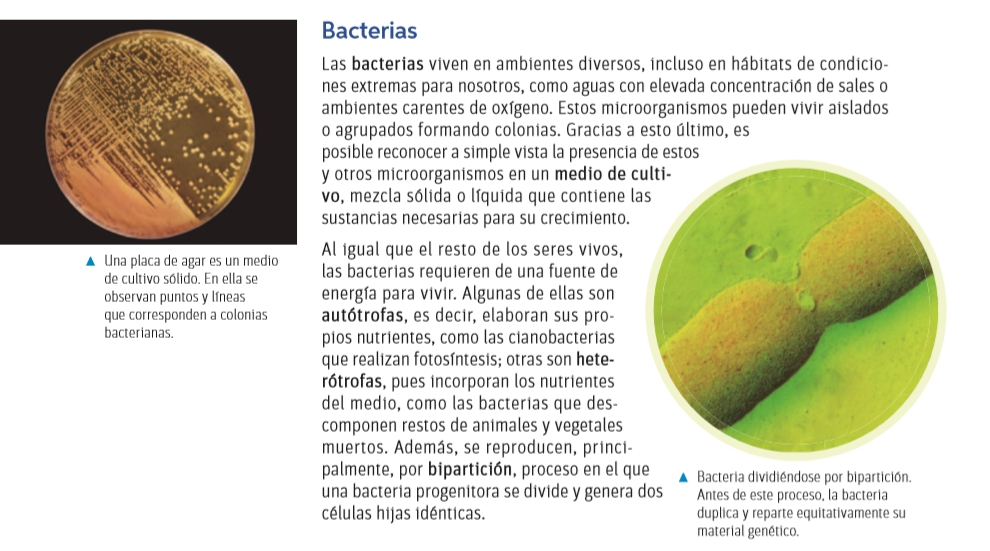 Bacterias
Las bacterias viven en ambientes diversos, incluso en hábitats de condicio-
nes extremas para nosotros, como aguas con elevada concentración de sales o
ambientes carentes de oxígeno. Estos microorganismos pueden vivir aislados
o agrupados formando colonias. Gracias a esto último, es
posible reconocer a simple vista la presencia de estos
y otros microorganismos en un medio de culti-
vo, mezcla sólida o líquida que contiene las
sustancias necesarias para su crecimiento.
Al igual que el resto de los seres vivos,
las bacterias requieren de una fuente de
energía para vivir. Algunas de ellas son
autótrofas, es decir, elaboran sus pro-
pios nutrientes, como las cianobacterias
que realizan fotosíntesis; otras son hete-
rótrofas, pues incorporan los nutrientes
del medio, como las bacterias que des-
componen restos de animales y vegetales
muertos. Además, se reproducen, princi-
palmente, por bipartición, proceso en el que
una bacteria progenitora se divide y genera dos
células hijas idénticas.
▲ Una placa de agar es un medio
de cultivo sólido. En ella se
observan puntos y líneas
que corresponden a colonias
bacterianas.
▲ Bacteria dividiéndose por bipartición.
Antes de este proceso, la bacteria
duplica y reparte equitativamente su
material genético.